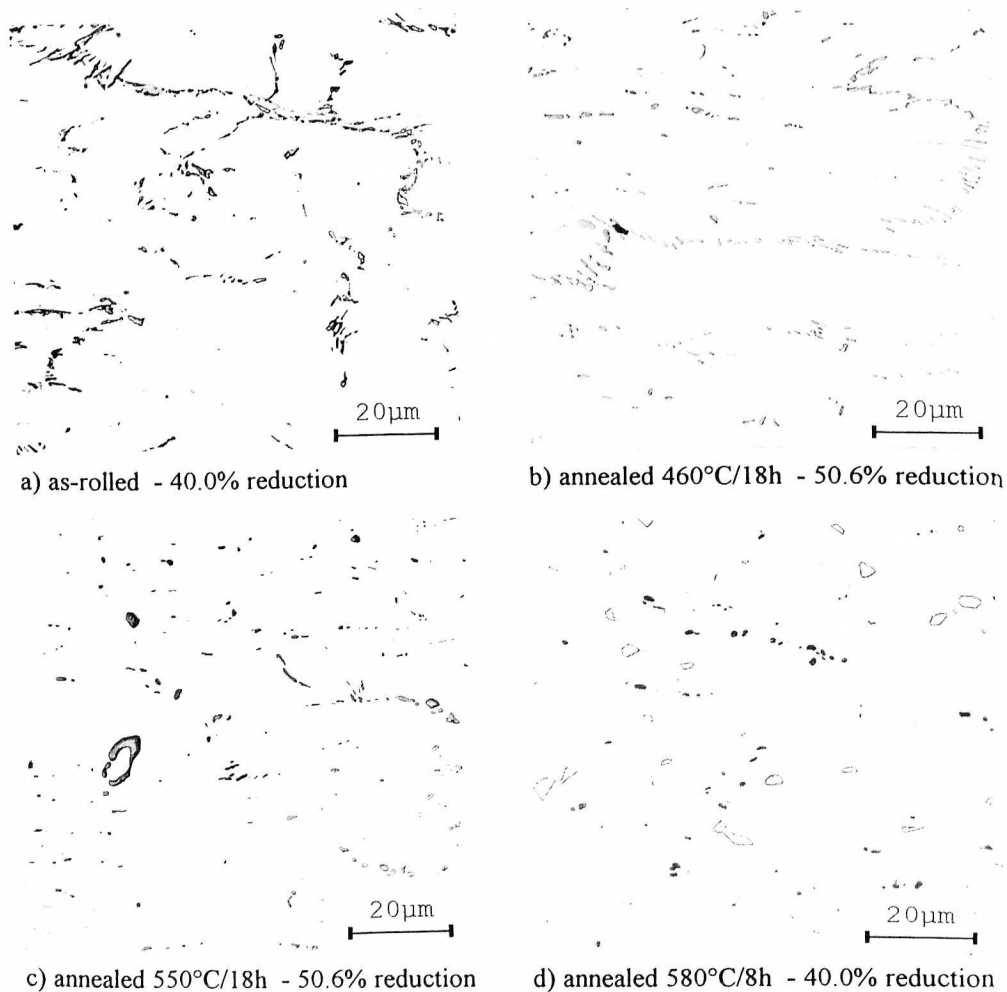 20µm
20µm
a) as-rolled - 40.0% reduction
b) annealed 460°C/18h - 50.6% reduction
20µm
20µm
c) annealed 550°C/18h - 50.6% reduction
d) annealed 580°C/8h - 40.0% reduction